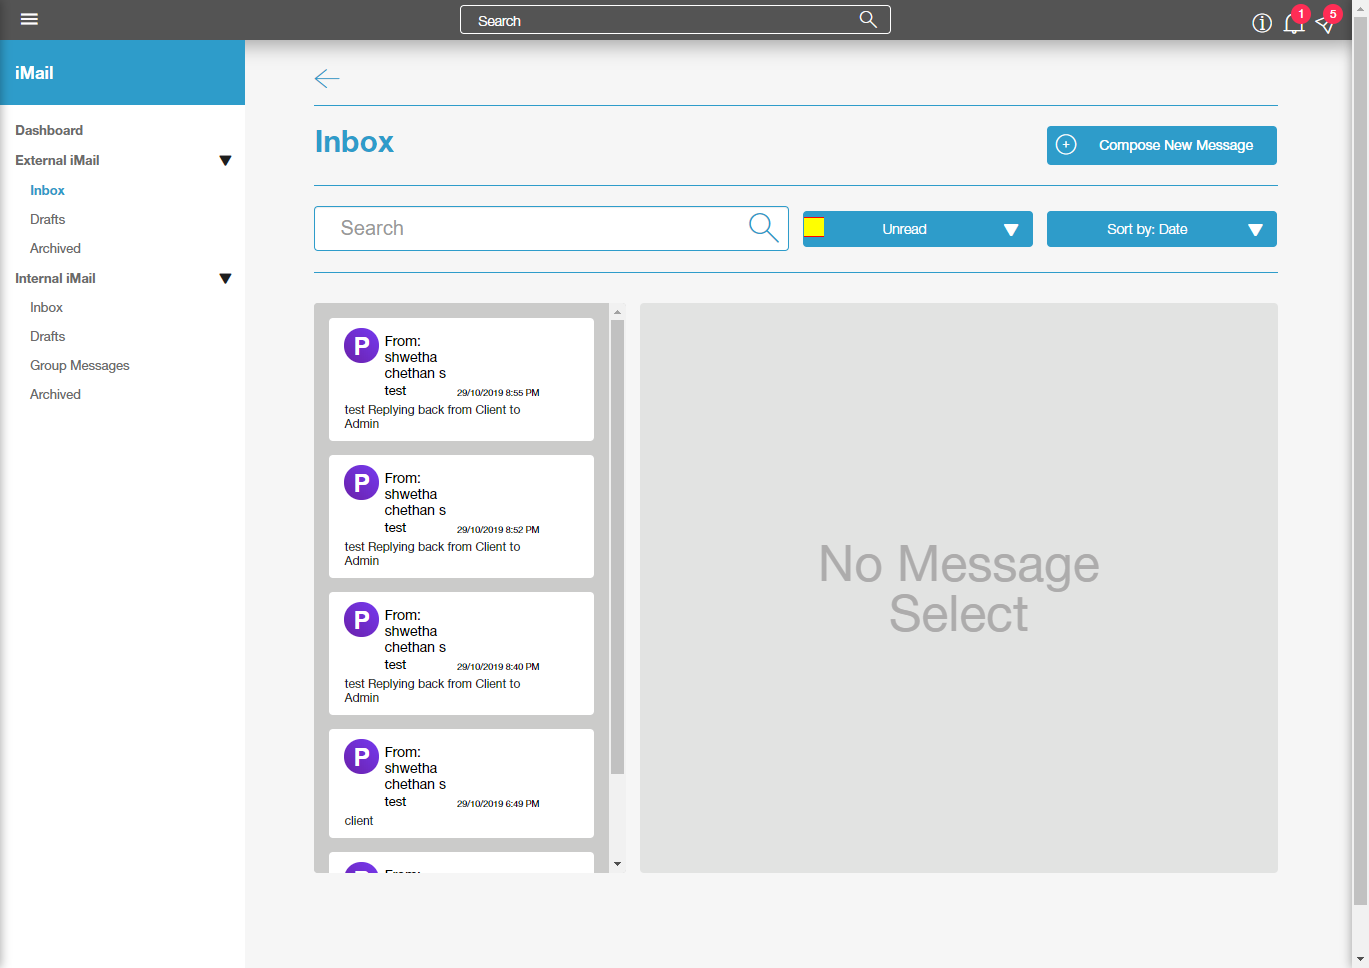 Search
1
5
iMail
Dashboard
External iMail
Inbox
Drafts
Archived
Internal iMail
Inbox
Drafts
Group Messages
Archived
Inbox
Compose New Message
Search
Unread
Sort by: Date
P
From:
shwetha
chethan s
test
29/10/2019 8:55 PM
test Replying back from Client to
Admin
P
From:
shwetha
chethan s
test
29/10/2019 8:52 PM
test Replying back from Client to
Admin
P
From:
shwetha
chethan s
test
29/10/2019 8:40 PM
test Replying back from Client to
Admin
P
From:
shwetha
chethan s
test
29/10/2019 6:49 PM
client
No Message
Select